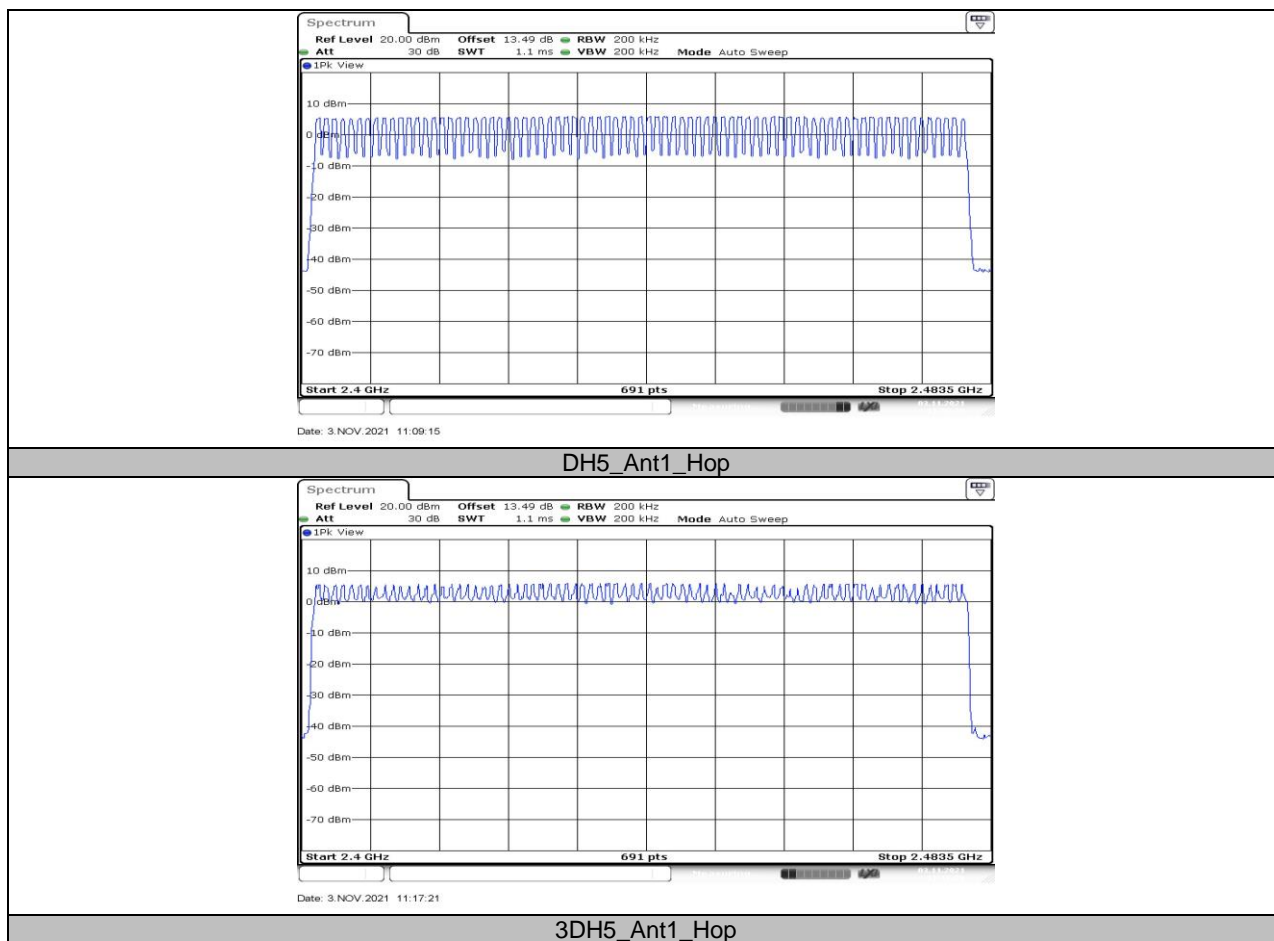 Spectrum
Ref Level 20.00 dBm Offset 13.49 dB RBW 200 kHz
Att 30 dB SWT 1.1 ms VBW 200 kHz Mode Auto Sweep
1Pk View
10 dBm
0 dBm
-10 dBm
-20 dBm
-30 dBm
-40 dBm
-50 dBm
-60 dBm
-70 dBm
Start 2.4 GHz 691 pts Stop 2.4835 GHz
Date: 3.NOV.2021 11:09:15
DH5_Ant1_Hop
Spectrum
Ref Level 20.00 dBm Offset 13.49 dB RBW 200 kHz
Att 30 dB SWT 1.1 ms VBW 200 kHz Mode Auto Sweep
1Pk View
10 dBm
0 dBm
-10 dBm
-20 dBm
-30 dBm
-40 dBm
-50 dBm
-60 dBm
-70 dBm
Start 2.4 GHz 691 pts Stop 2.4835 GHz
Date: 3.NOV.2021 11:17:21
3DH5_Ant1_Hop